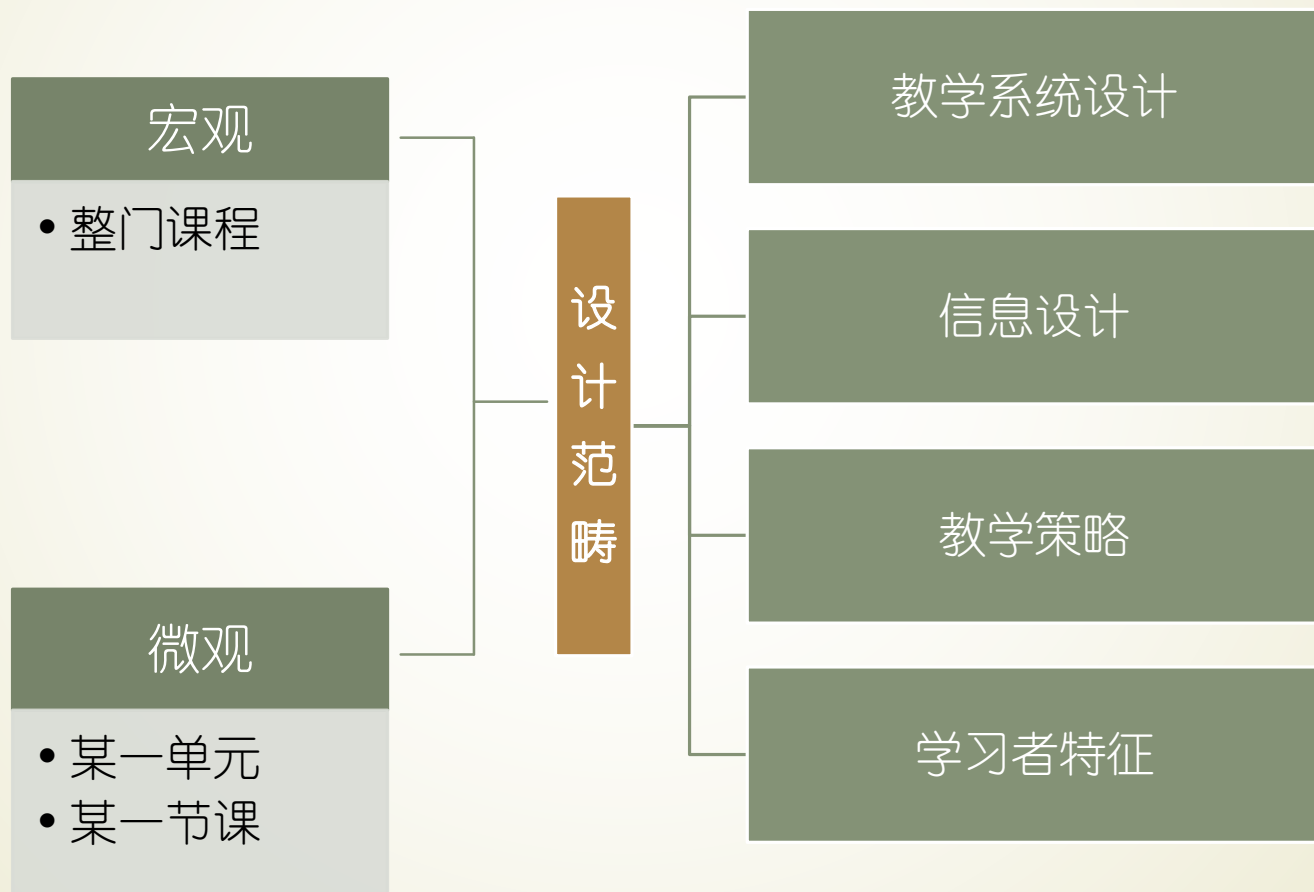 宏观
• 整门课程
微观
• 某一单元
• 某一节课
设
计
范
畴
教学系统设计
信息设计
教学策略
学习者特征